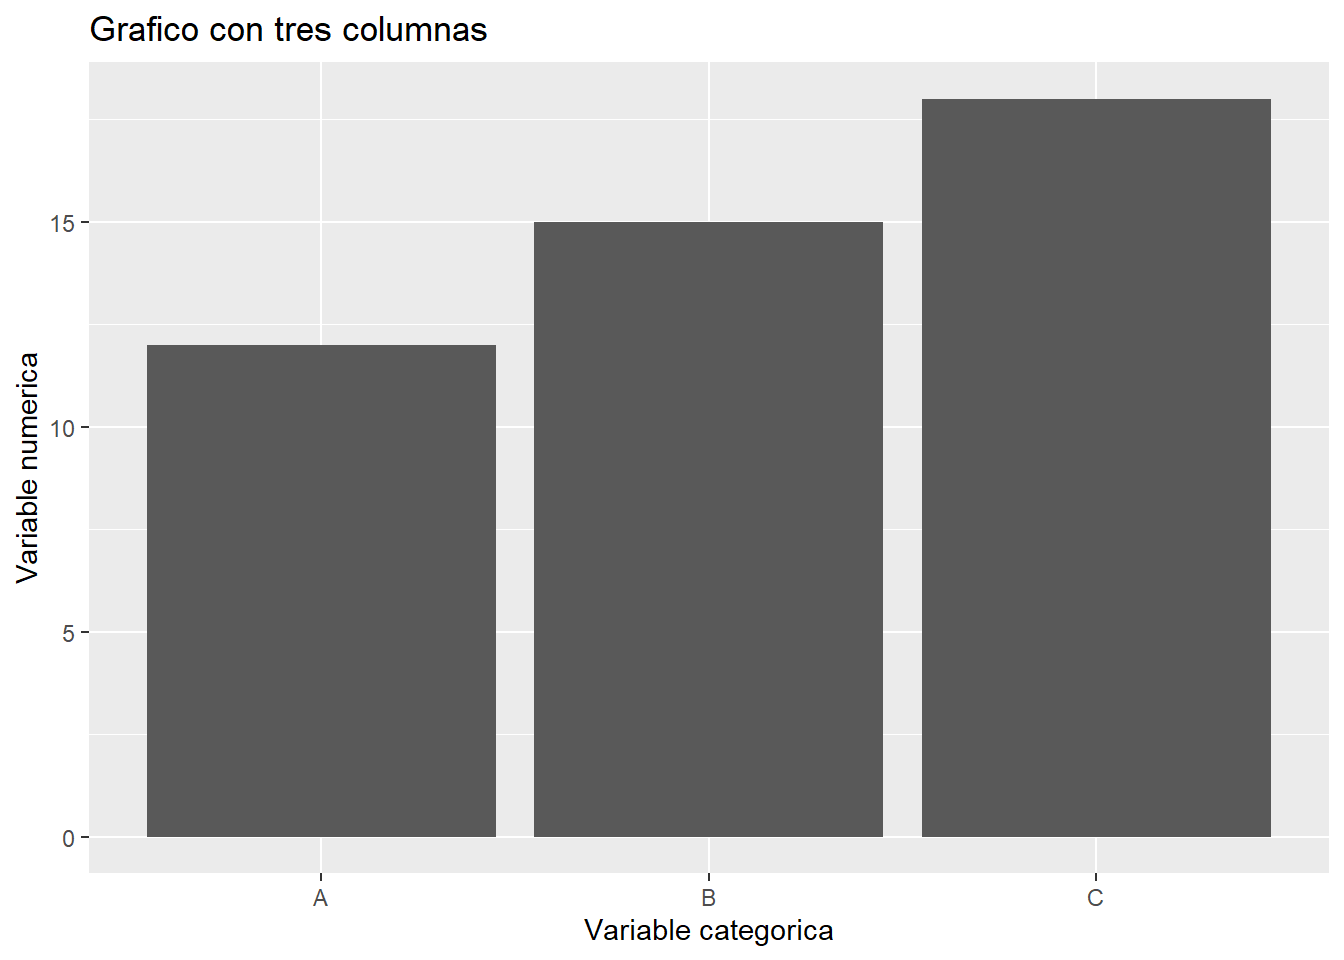 Grafico con tres columnas
Variable numerica
15
10
5
0
A B C
Variable categorica